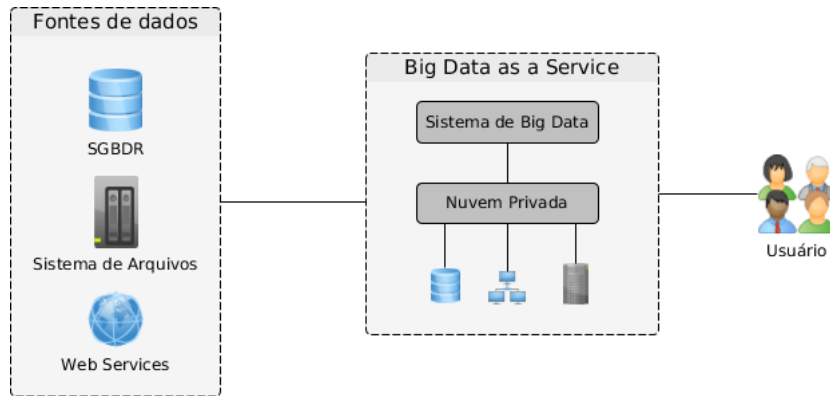 Fontes de dados
SGBDR
Sistema de Arquivos
Web Services
Big Data as a Service
Sistema de Big Data
Nuvem Privada
Usuário